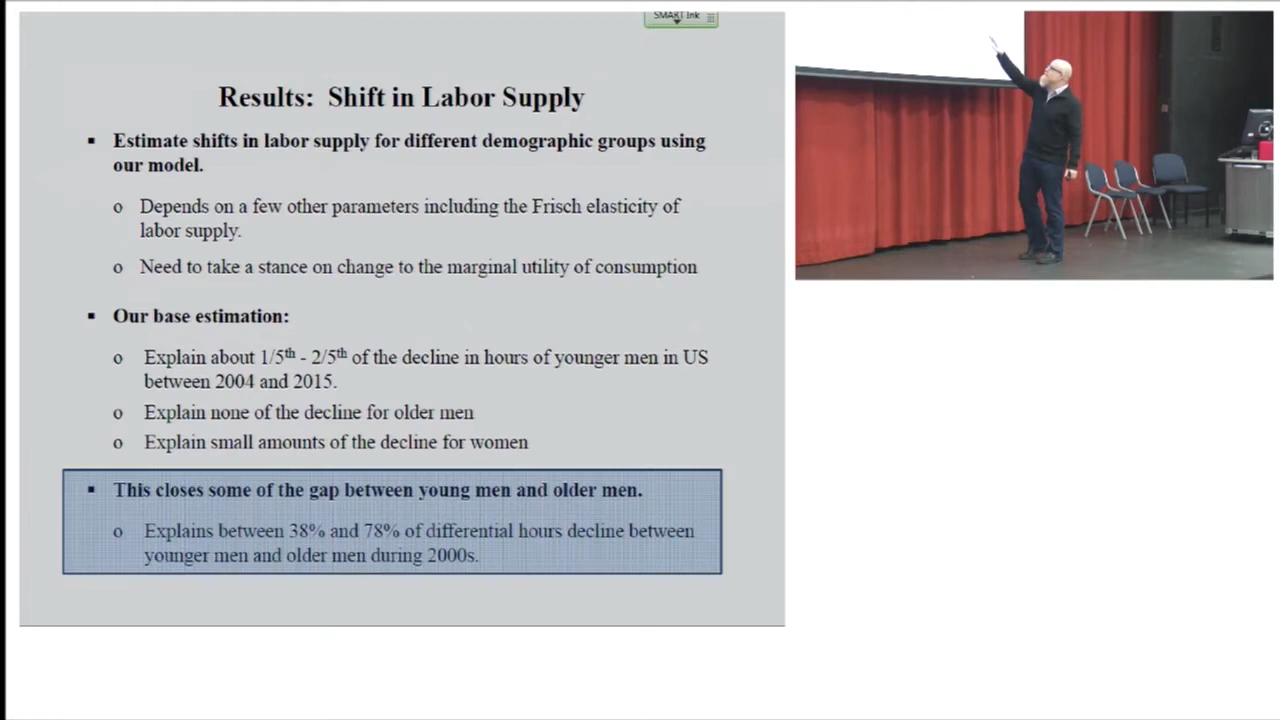 SMART Ink
Results: Shift in Labor Supply
▪ Estimate shifts in labor supply for different demographic groups using
our model.
o Depends on a few other parameters including the Frisch elasticity of
labor supply.
o Need to take a stance on change to the marginal utility of consumption
▪ Our base estimation:
o Explain about 1/5th - 2/5th of the decline in hours of younger men in US
between 2004 and 2015.
o Explain none of the decline for older men
o Explain small amounts of the decline for women
▪ This closes some of the gap between young men and older men.
o Explains between 38% and 78% of differential hours decline between
younger men and older men during 2000s.